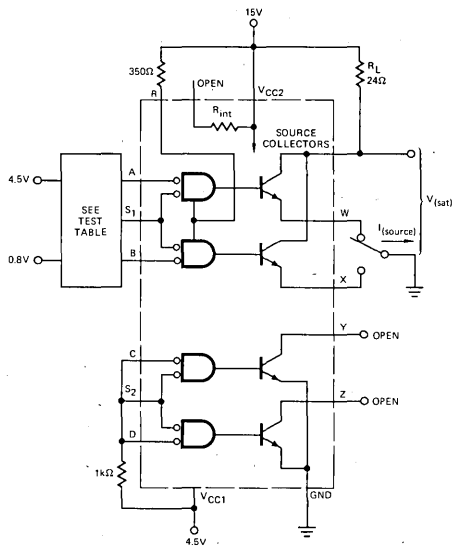 15V
350Ω
OPEN
R
VCC2
RL
24Ω
Rint
SOURCE
COLLECTORS
4.5V
A
SEE
TEST
TABLE
S1
W
I(source)
V(sat)
0.8V
B
X
C
Y
OPEN
S2
Z
OPEN
D
1kΩ
VCC1
GND
4.5V